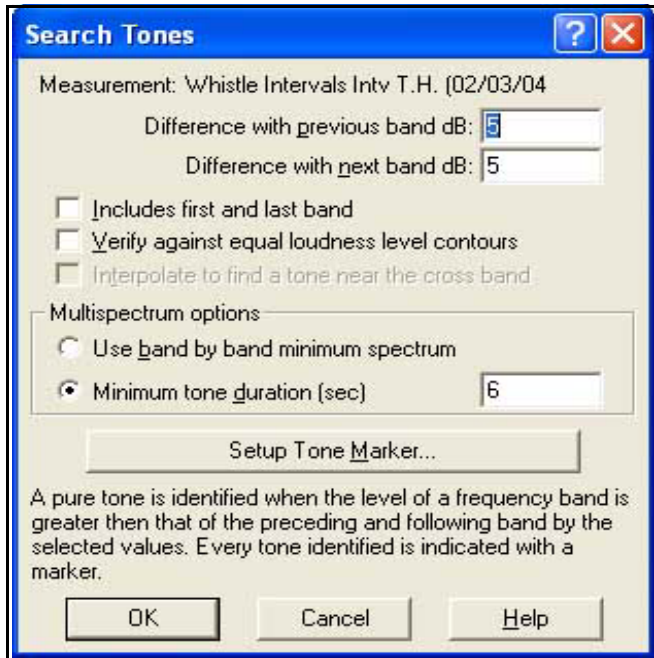 Search Tones
Measurement: Whistle Intervals Intv T.H. (02/03/04
Difference with previous band dB: 5
Difference with next band dB: 5
Includes first and last band
Verify against equal loudness level contours
Interpolate to find a tone near the cross band
Multispectrum options
Use band by band minimum spectrum
Minimum tone duration (sec) 6
Setup Tone Marker...
A pure tone is identified when the level of a frequency band is
greater then that of the preceding and following band by the
selected values. Every tone identified is indicated with a
marker.
OK Cancel Help